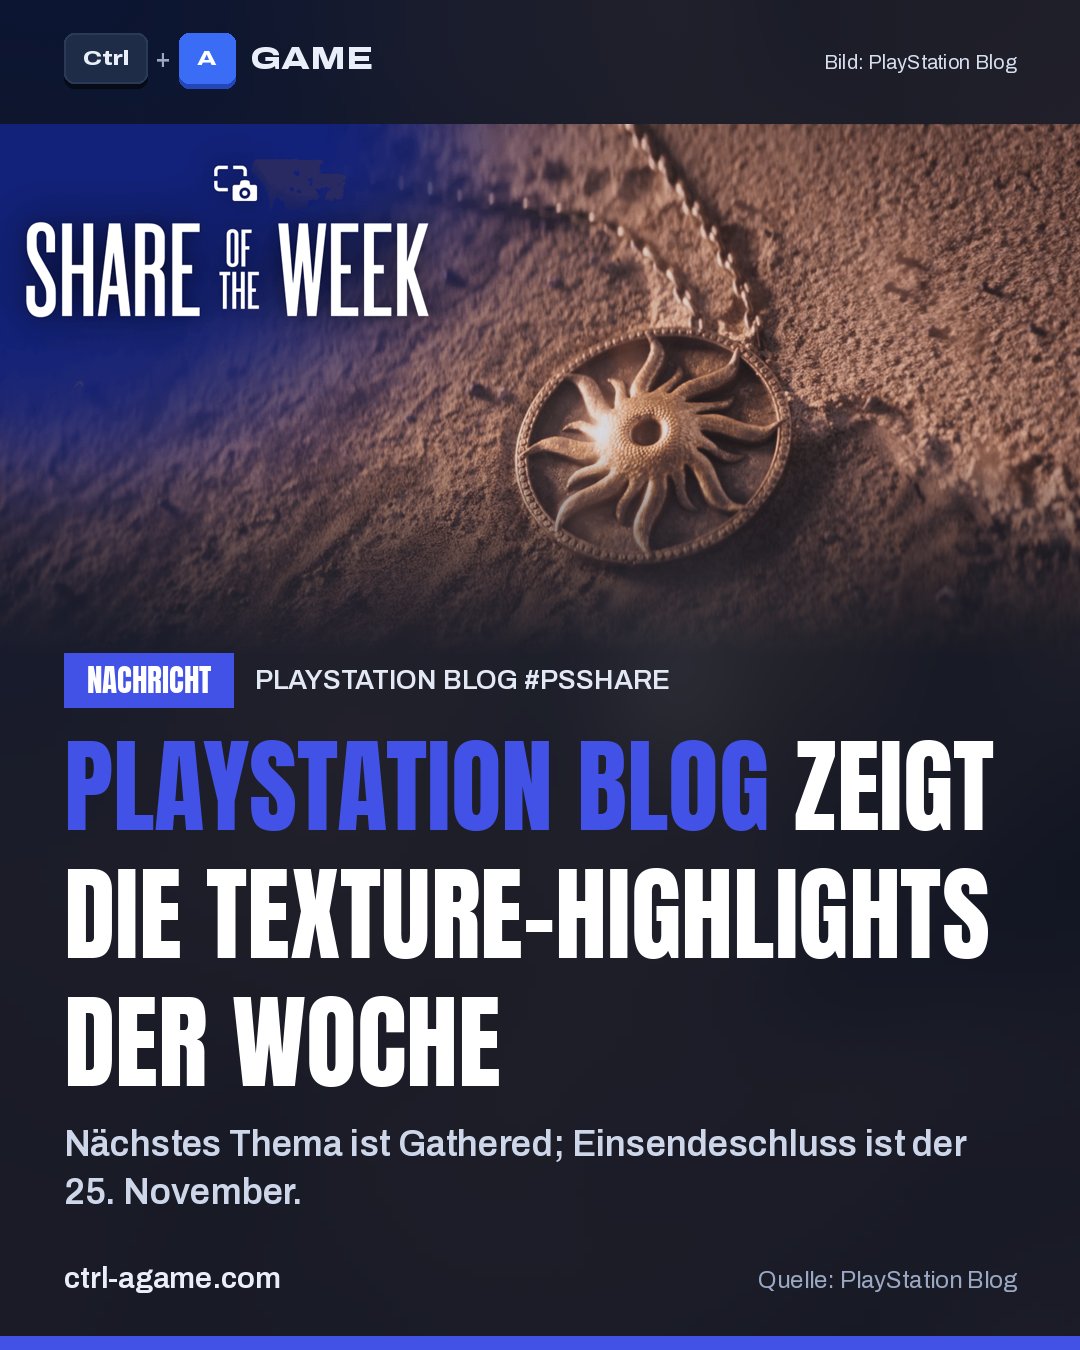 Ctrl + A GAME
Bild: PlayStation Blog
SHARE OF THE WEEK
NACHRICHT
PLAYSTATION BLOG #PSSHARE
PLAYSTATION BLOG ZEIGT
DIE TEXTURE-HIGHLIGHTS
DER WOCHE
Nächstes Thema ist Gathered; Einsendeschluss ist der
25. November.
ctrl-agame.com
Quelle: PlayStation Blog